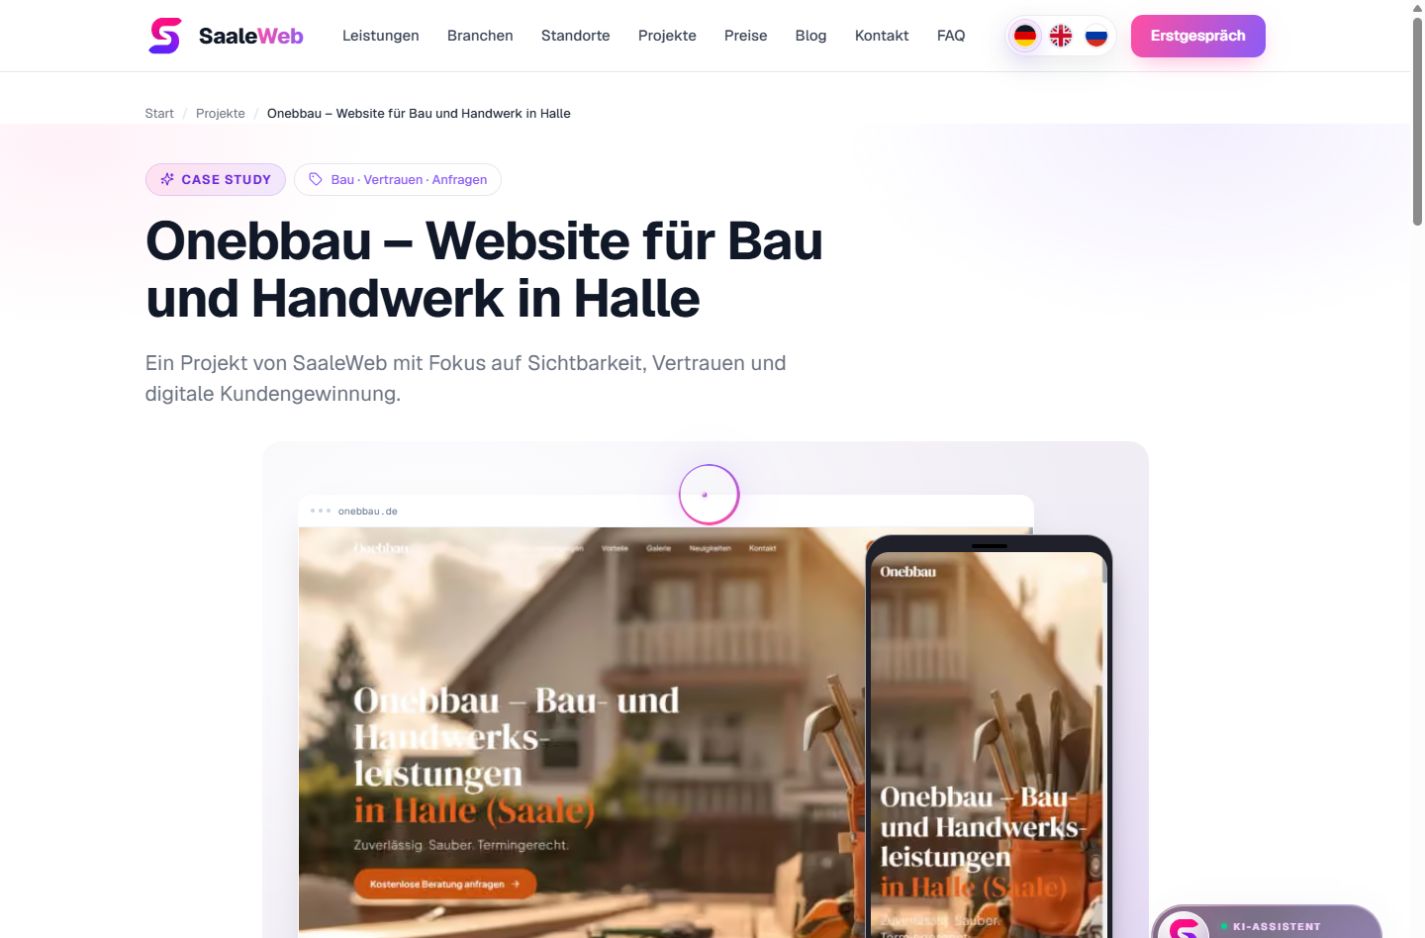 SaaleWeb
Leistungen Branchen Standorte Projekte Preise Blog Kontakt FAQ
Erstgespräch
Start / Projekte / Onebbau – Website für Bau und Handwerk in Halle
CASE STUDY
Bau · Vertrauen · Anfragen
Onebbau – Website für Bau
und Handwerk in Halle
Ein Projekt von SaaleWeb mit Fokus auf Sichtbarkeit, Vertrauen und
digitale Kundengewinnung.
onebbau.de
Onebbau
Vorteile Galerie Neuigkeiten Kontakt
Onebbau – Bau- und
Handwerks-
leistungen
in Halle (Saale)
Zuverlässig. Sauber. Termingerecht.
Kostenlose Beratung anfragen →
Onebbau
Onebbau – Bau-
und Handwerks-
leistungen
in Halle (Saale)
Zuverlässig. Sauber.
Termingerecht.
KI-ASSISTENT